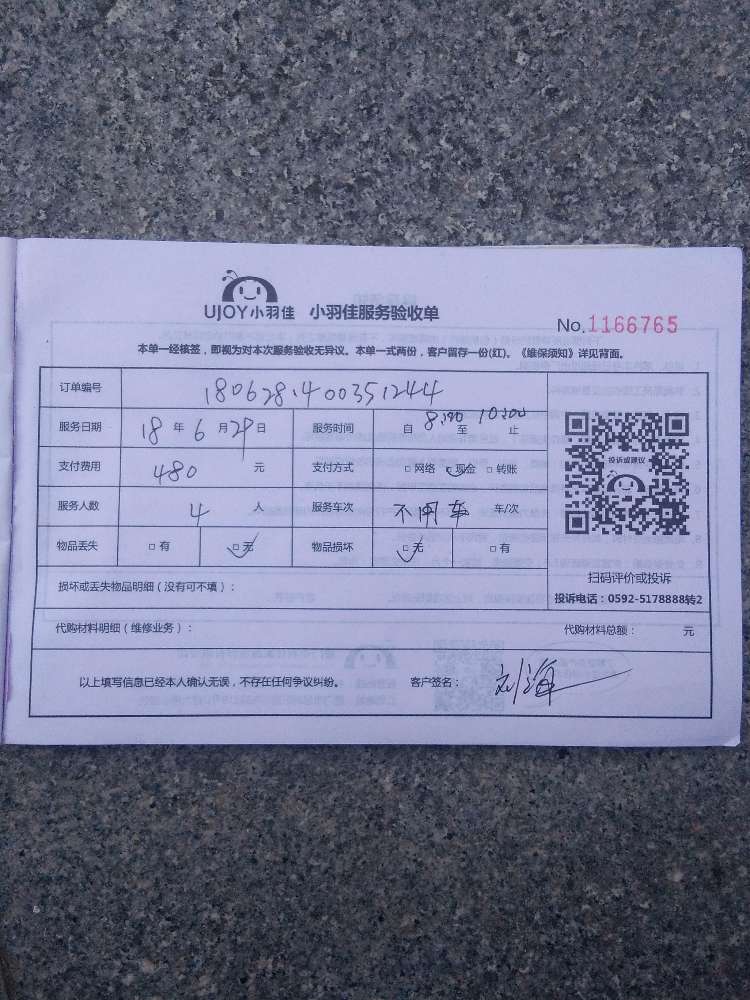 UJOY小羽佳 小羽佳服务验收单
No.1166765
本单一经核签，即视为对本次服务验收无异议。本单一式两份，客户留存一份(红)。《维保须知》详见背面。
订单编号 180628400351244
服务日期 18 年 6 月 29 日 服务时间 自 8:00 至 10:00 止
支付费用 480 元 支付方式 □网络 □现金 □转账
服务人数 4 人 服务车次 不用车 车/次
物品丢失 □有 □无 物品损坏 □无 □有
投诉或建议
扫码评价或投诉
投诉电话：0592-5178888转2
损坏或丢失物品明细（没有可不填）：
代购材料明细（维修业务）： 代购材料总额： 元
以上填写信息已经本人确认无误，不存在任何争议纠纷。 客户签名： 刘海